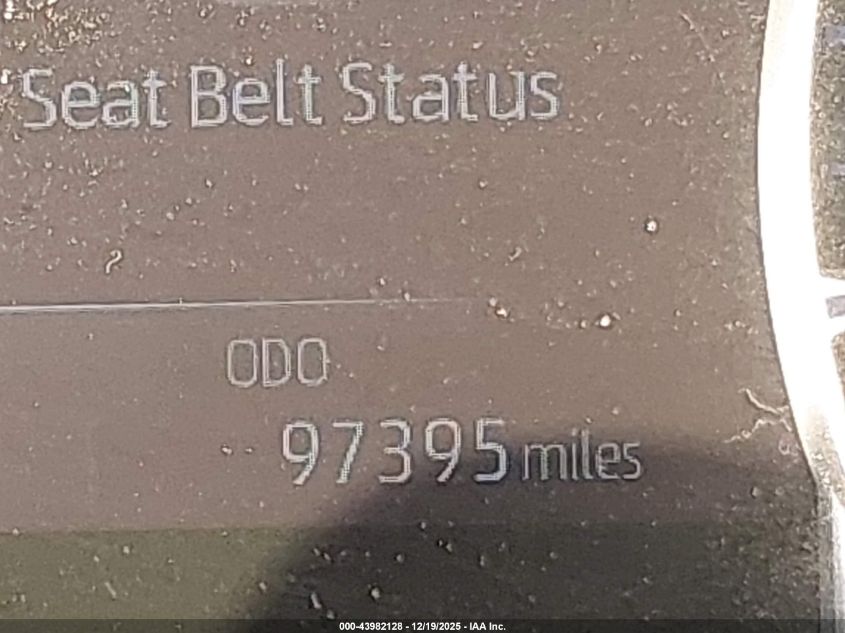 Seat Belt Status
ODO
97395 miles
000-43982128 - 12/19/2025 - IAA Inc.